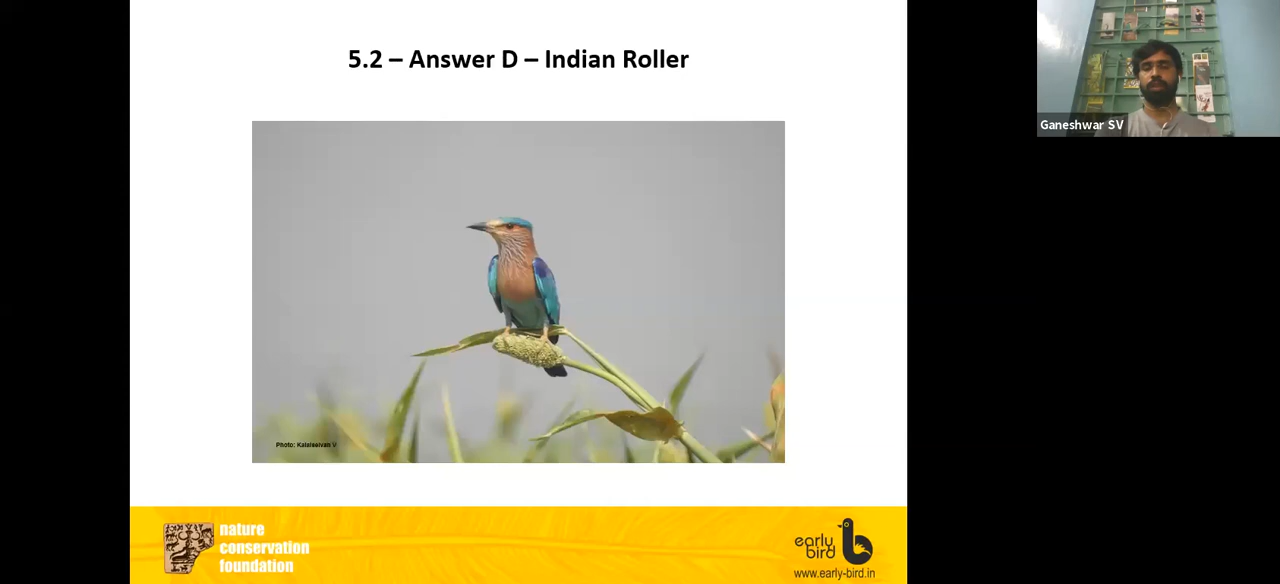 5.2 – Answer D – Indian Roller
Ganeshwar SV
Photo: Kalaiselvan V
nature
conservation
foundation
early
bird
www.early-bird.in